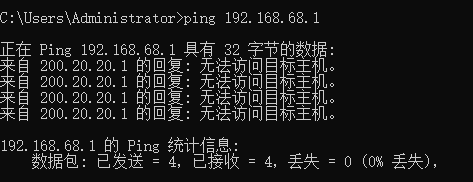 C:\Users\Administrator>ping 192.168.68.1
正在 Ping 192.168.68.1 具有 32 字节的数据:
来自 200.20.20.1 的回复: 无法访问目标主机。
来自 200.20.20.1 的回复: 无法访问目标主机。
来自 200.20.20.1 的回复: 无法访问目标主机。
来自 200.20.20.1 的回复: 无法访问目标主机。
192.168.68.1 的 Ping 统计信息:
数据包: 已发送 = 4，已接收 = 4，丢失 = 0 (0% 丢失)，